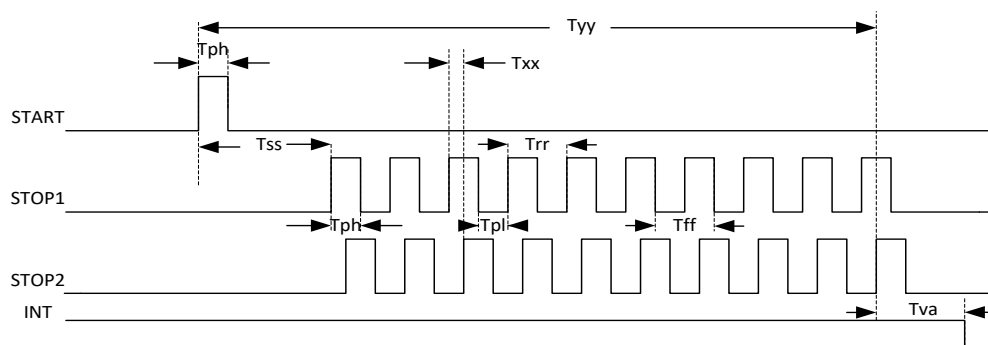 Tyy
Tph
Txx
START
Tss
Trr
STOP1
Tph
Tpl
Tff
STOP2
INT
Tva